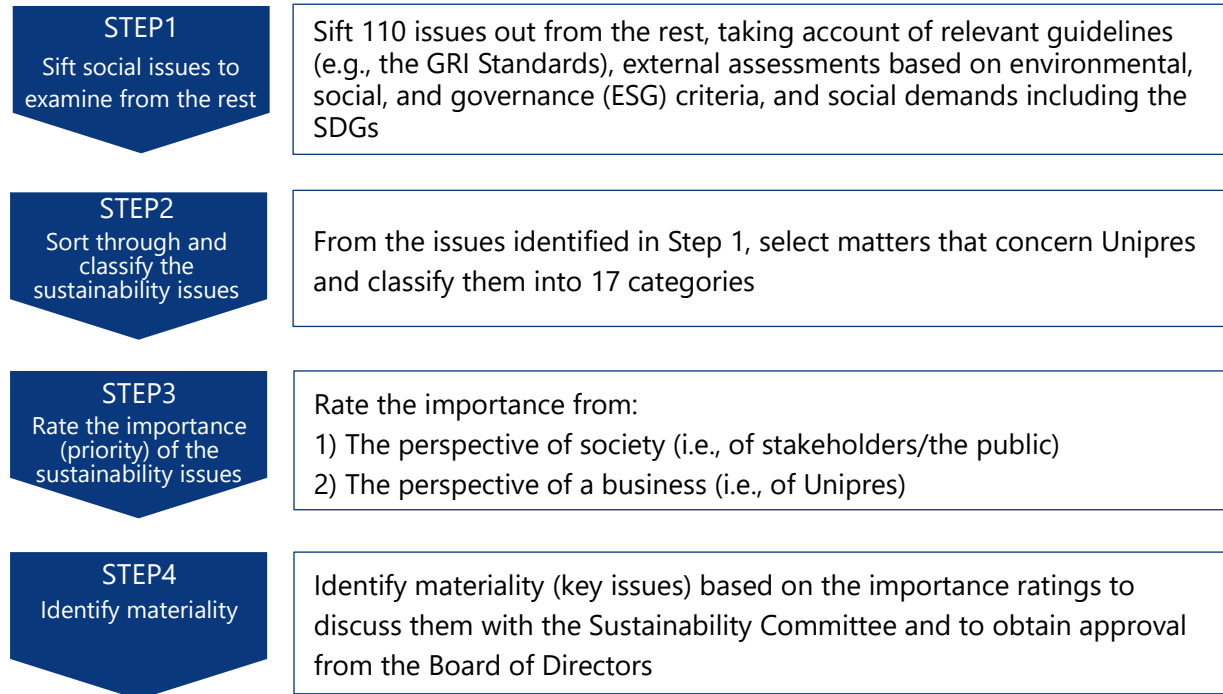 STEP1
Sift social issues to
examine from the rest
Sift 110 issues out from the rest, taking account of relevant guidelines
(e.g., the GRI Standards), external assessments based on environmental,
social, and governance (ESG) criteria, and social demands including the
SDGs
STEP2
Sort through and
classify the
sustainability issues
From the issues identified in Step 1, select matters that concern Unipres
and classify them into 17 categories
STEP3
Rate the importance
(priority) of the
sustainability issues
Rate the importance from:
1) The perspective of society (i.e., of stakeholders/the public)
2) The perspective of a business (i.e., of Unipres)
STEP4
Identify materiality
Identify materiality (key issues) based on the importance ratings to
discuss them with the Sustainability Committee and to obtain approval
from the Board of Directors